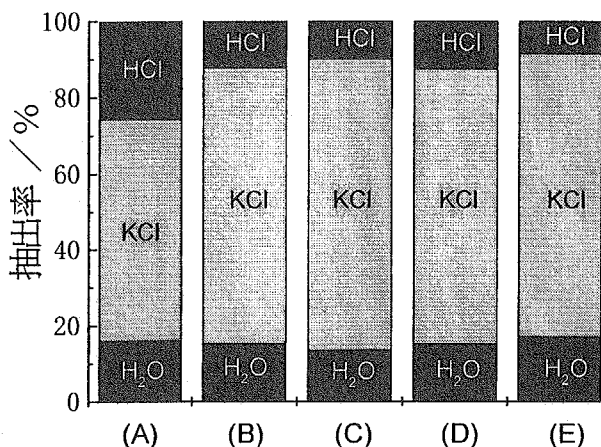 抽出率／%
100
80
60
40
20
0
HCl HCl HCl HCl HCl
KCl KCl KCl KCl KCl
H₂O H₂O H₂O H₂O H₂O
(A) (B) (C) (D) (E)